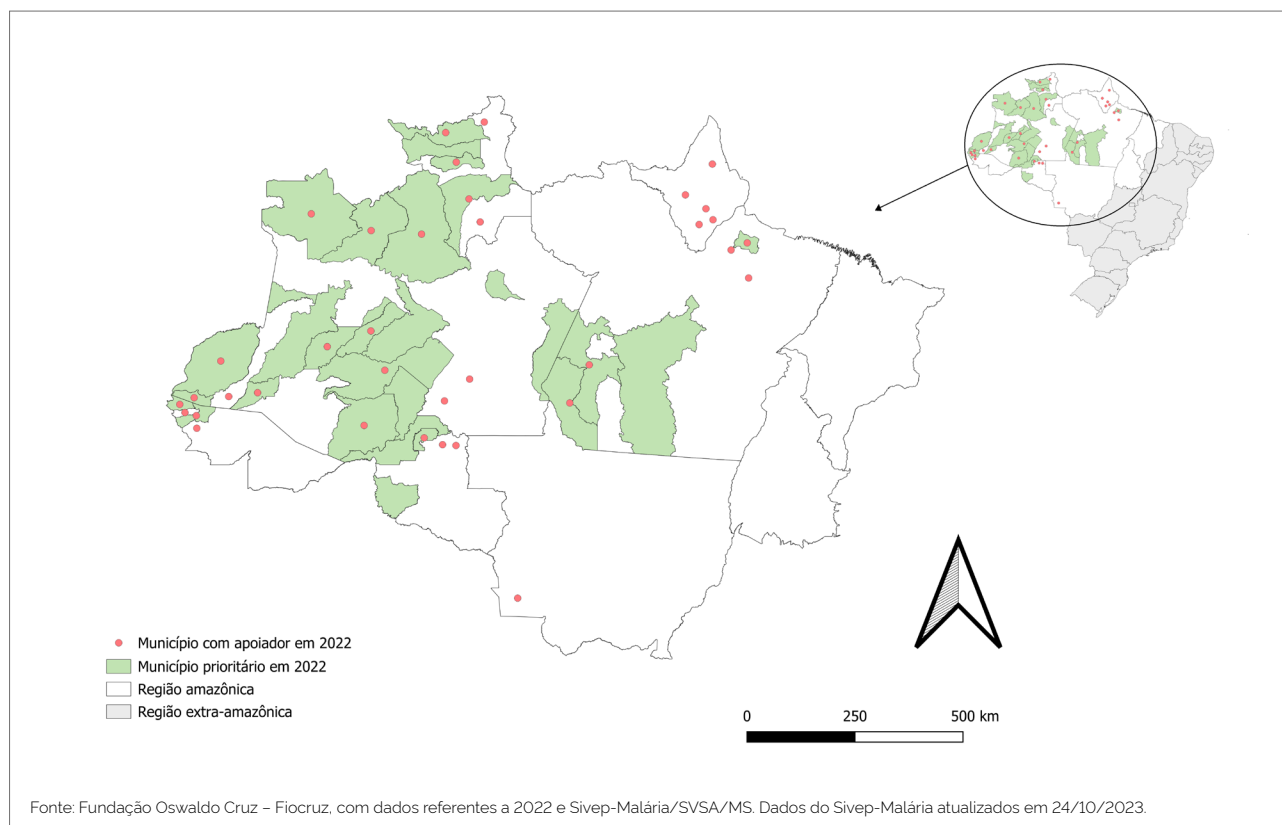 Município com apoiador em 2022
Município prioritário em 2022
Região amazônica
Região extra-amazônica
0 250 500 km
Fonte: Fundação Oswaldo Cruz – Fiocruz, com dados referentes a 2022 e Sivep-Malária/SVSA/MS. Dados do Sivep-Malária atualizados em 24/10/2023.